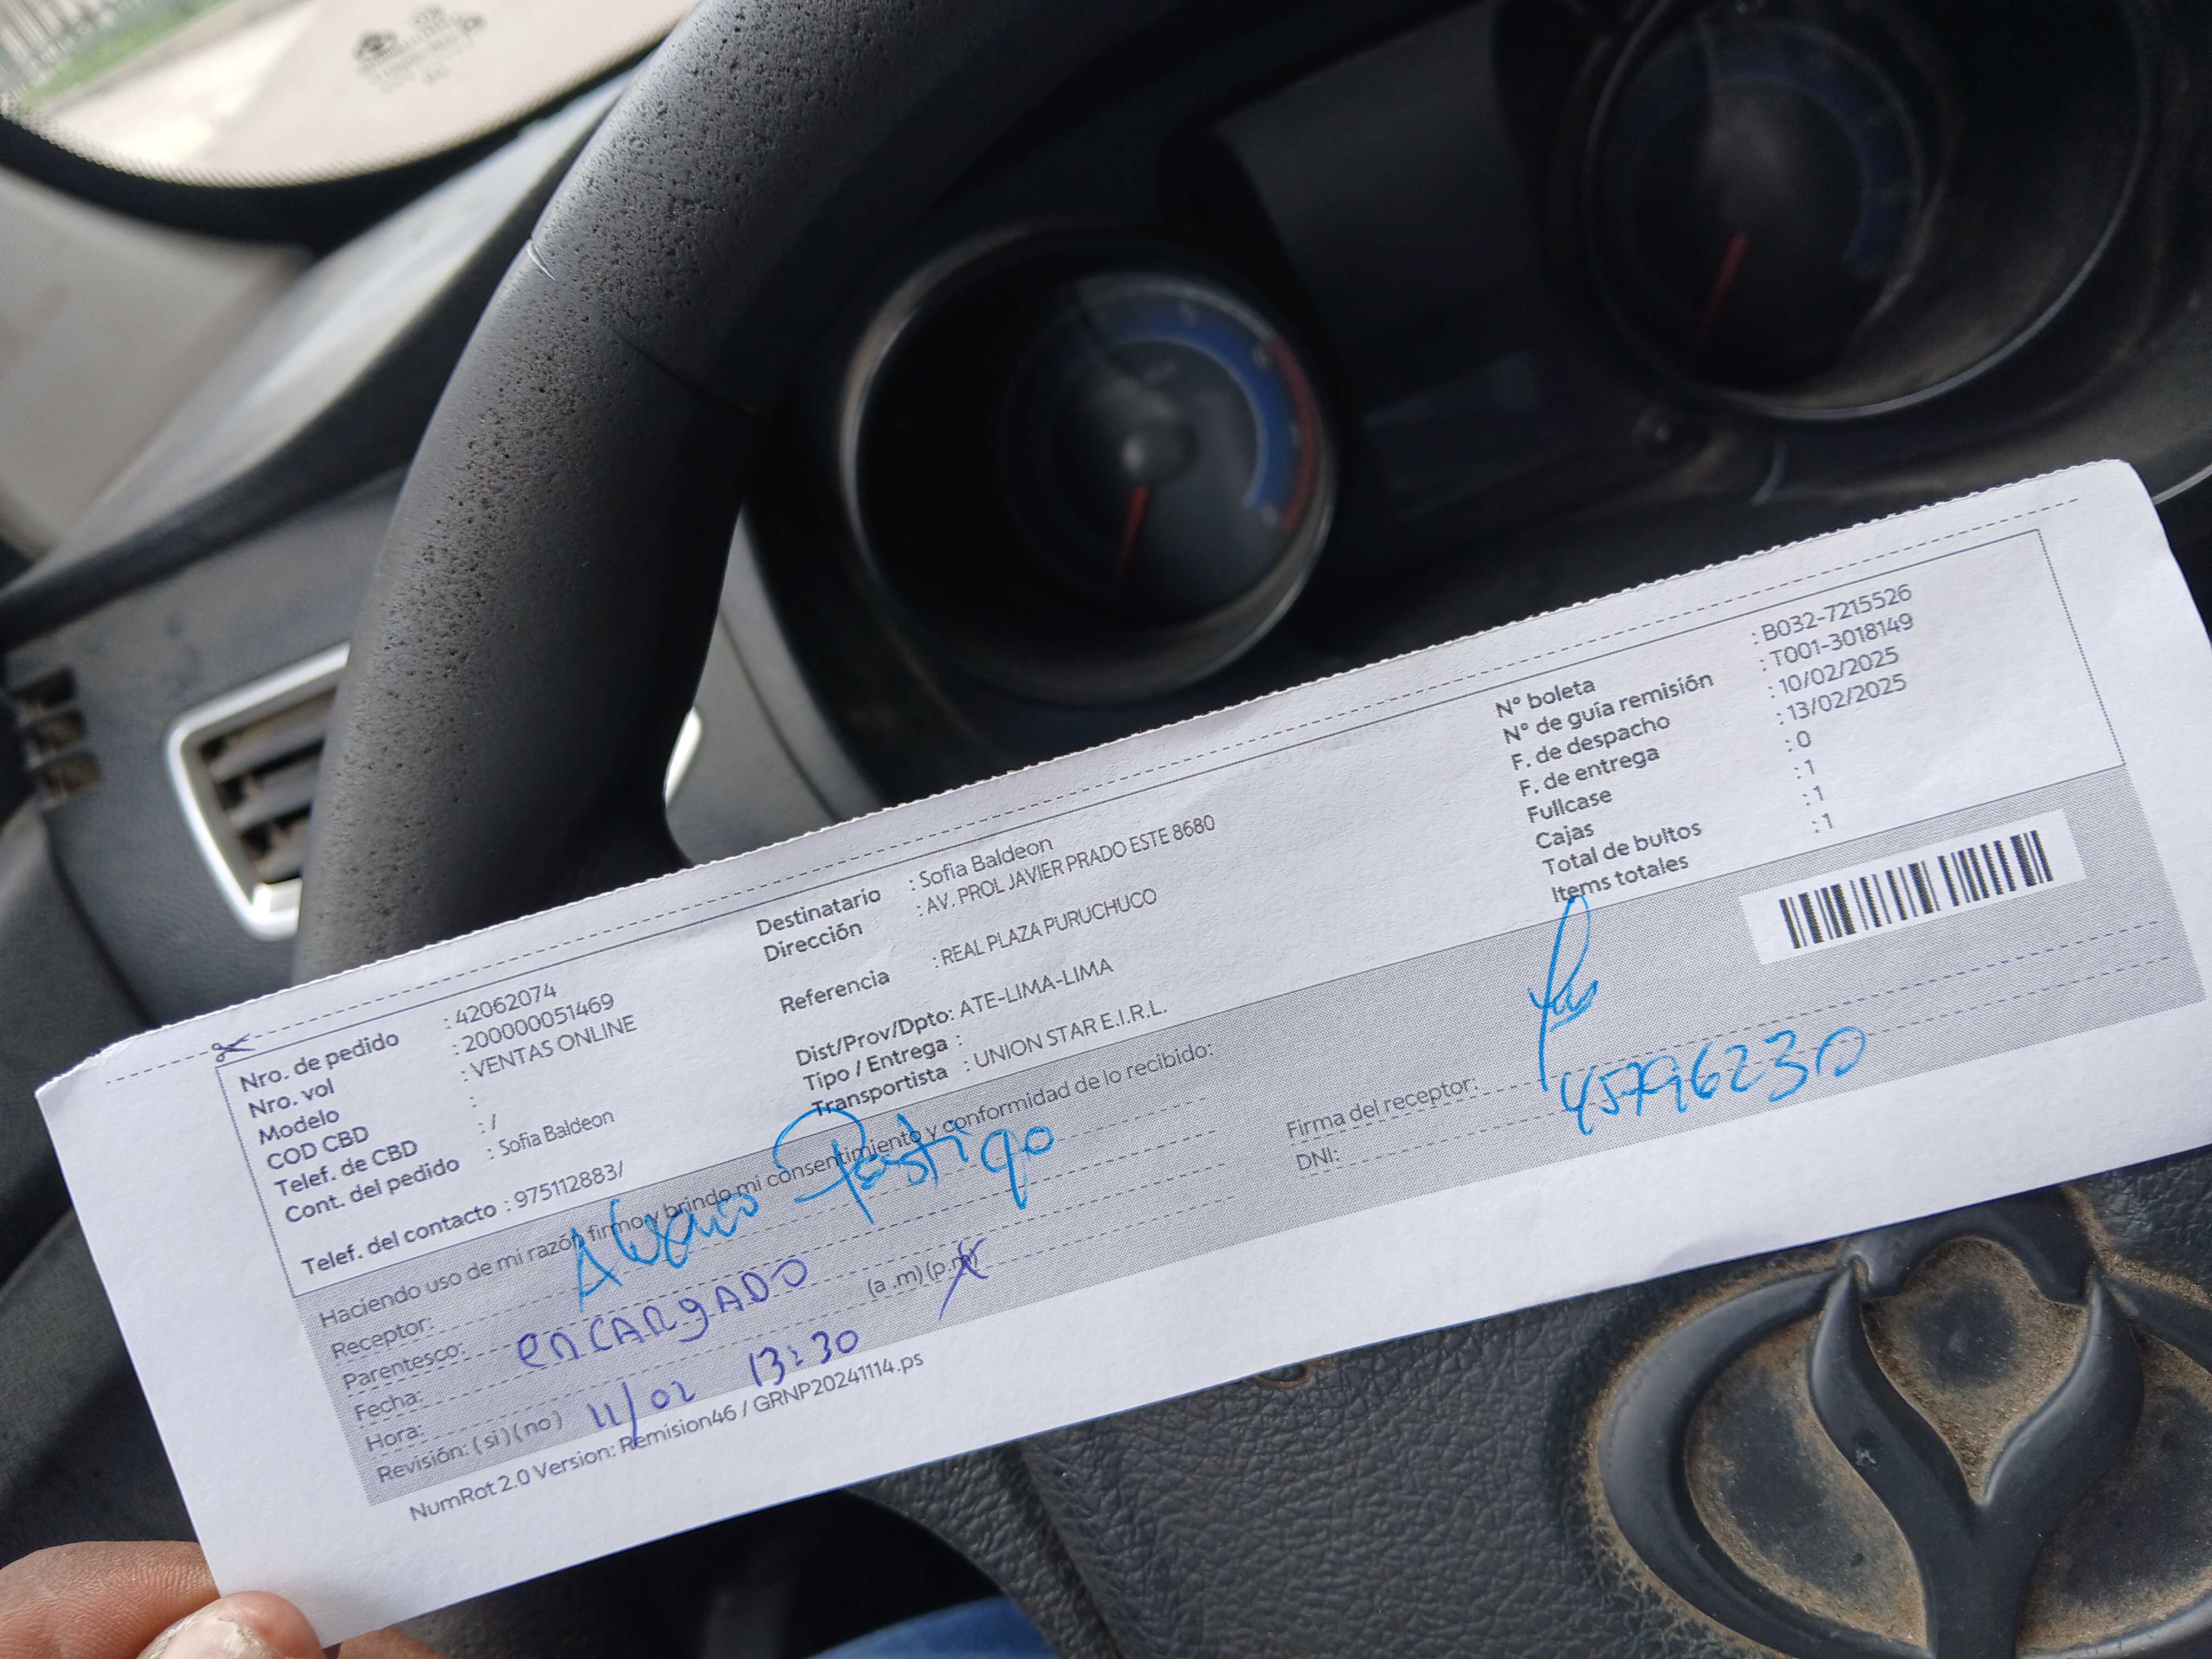 Nro. de pedido : 42062074
Nro. vol : 200000051469
Modelo : VENTAS ONLINE
COD CBD :
Telef. de CBD : /
Cont. del pedido : Sofia Baldeon
Telef. del contacto : 975112883/
Destinatario : Sofia Baldeon
Dirección : AV. PROL JAVIER PRADO ESTE 8680
Referencia : REAL PLAZA PURUCHUCO
Dist/Prov/Dpto: ATE-LIMA-LIMA
Tipo / Entrega :
Transportista : UNION STAR E.I.R.L.
N° boleta : B032-7215526
N° de guia remisión : T001-3018149
F. de despacho : 10/02/2025
F. de entrega : 13/02/2025
Fullcase : 0
Cajas : 1
Total de bultos : 1
Items totales : 1
Haciendo uso de mi razón firmo y brindo mi consentimiento y conformidad de lo recibido:
Receptor:
Parentesco: encargado
Fecha: 11/02
Hora: 13:30 (a .m) (p.m)
Revisión: ( si ) ( no )
Firma del receptor:
DNI: 45796230
NumRot 2.0 Version: Remision46 / GRNP20241114.ps